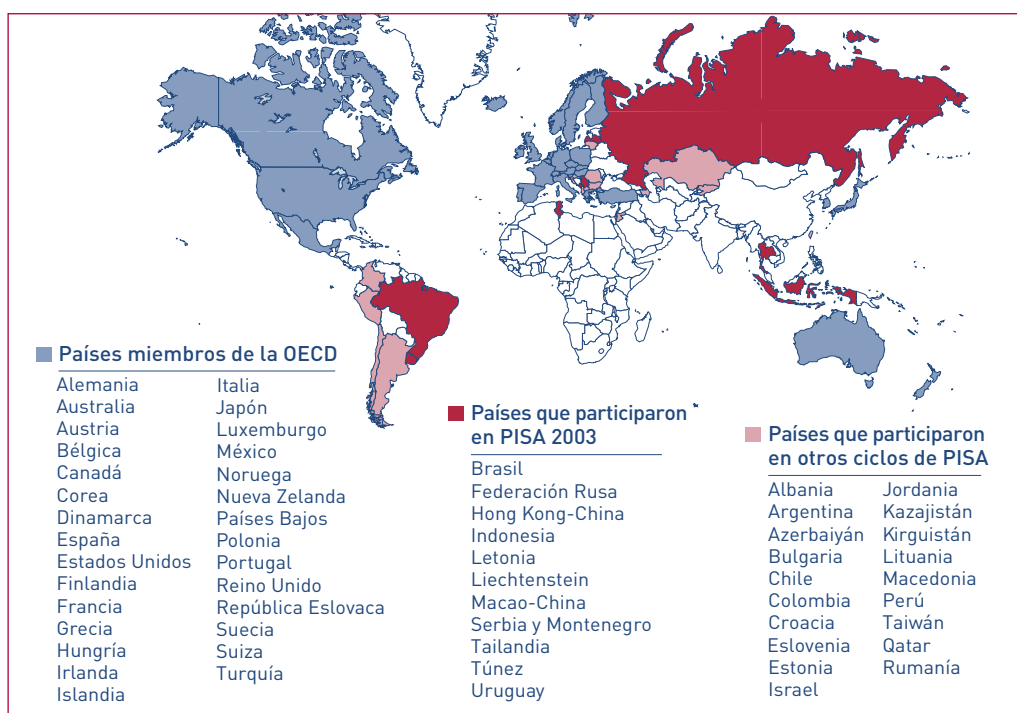 Países miembros de la OECD
Alemania
Australia
Austria
Bélgica
Canadá
Corea
Dinamarca
España
Estados Unidos
Finlandia
Francia
Grecia
Hungría
Irlanda
Islandia
Italia
Japón
Luxemburgo
México
Noruega
Nueva Zelanda
Países Bajos
Polonia
Portugal
Reino Unido
República Eslovaca
Suecia
Suiza
Turquía
Países que participaron
en PISA 2003
Brasil
Federación Rusa
Hong Kong-China
Indonesia
Letonia
Liechtenstein
Macao-China
Serbia y Montenegro
Tailandia
Túnez
Uruguay
Países que participaron
en otros ciclos de PISA
Albania
Argentina
Azerbaiyán
Bulgaria
Chile
Colombia
Croacia
Eslovenia
Estonia
Israel
Jordania
Kazajistán
Kirguistán
Lituania
Macedonia
Perú
Taiwán
Qatar
Rumanía